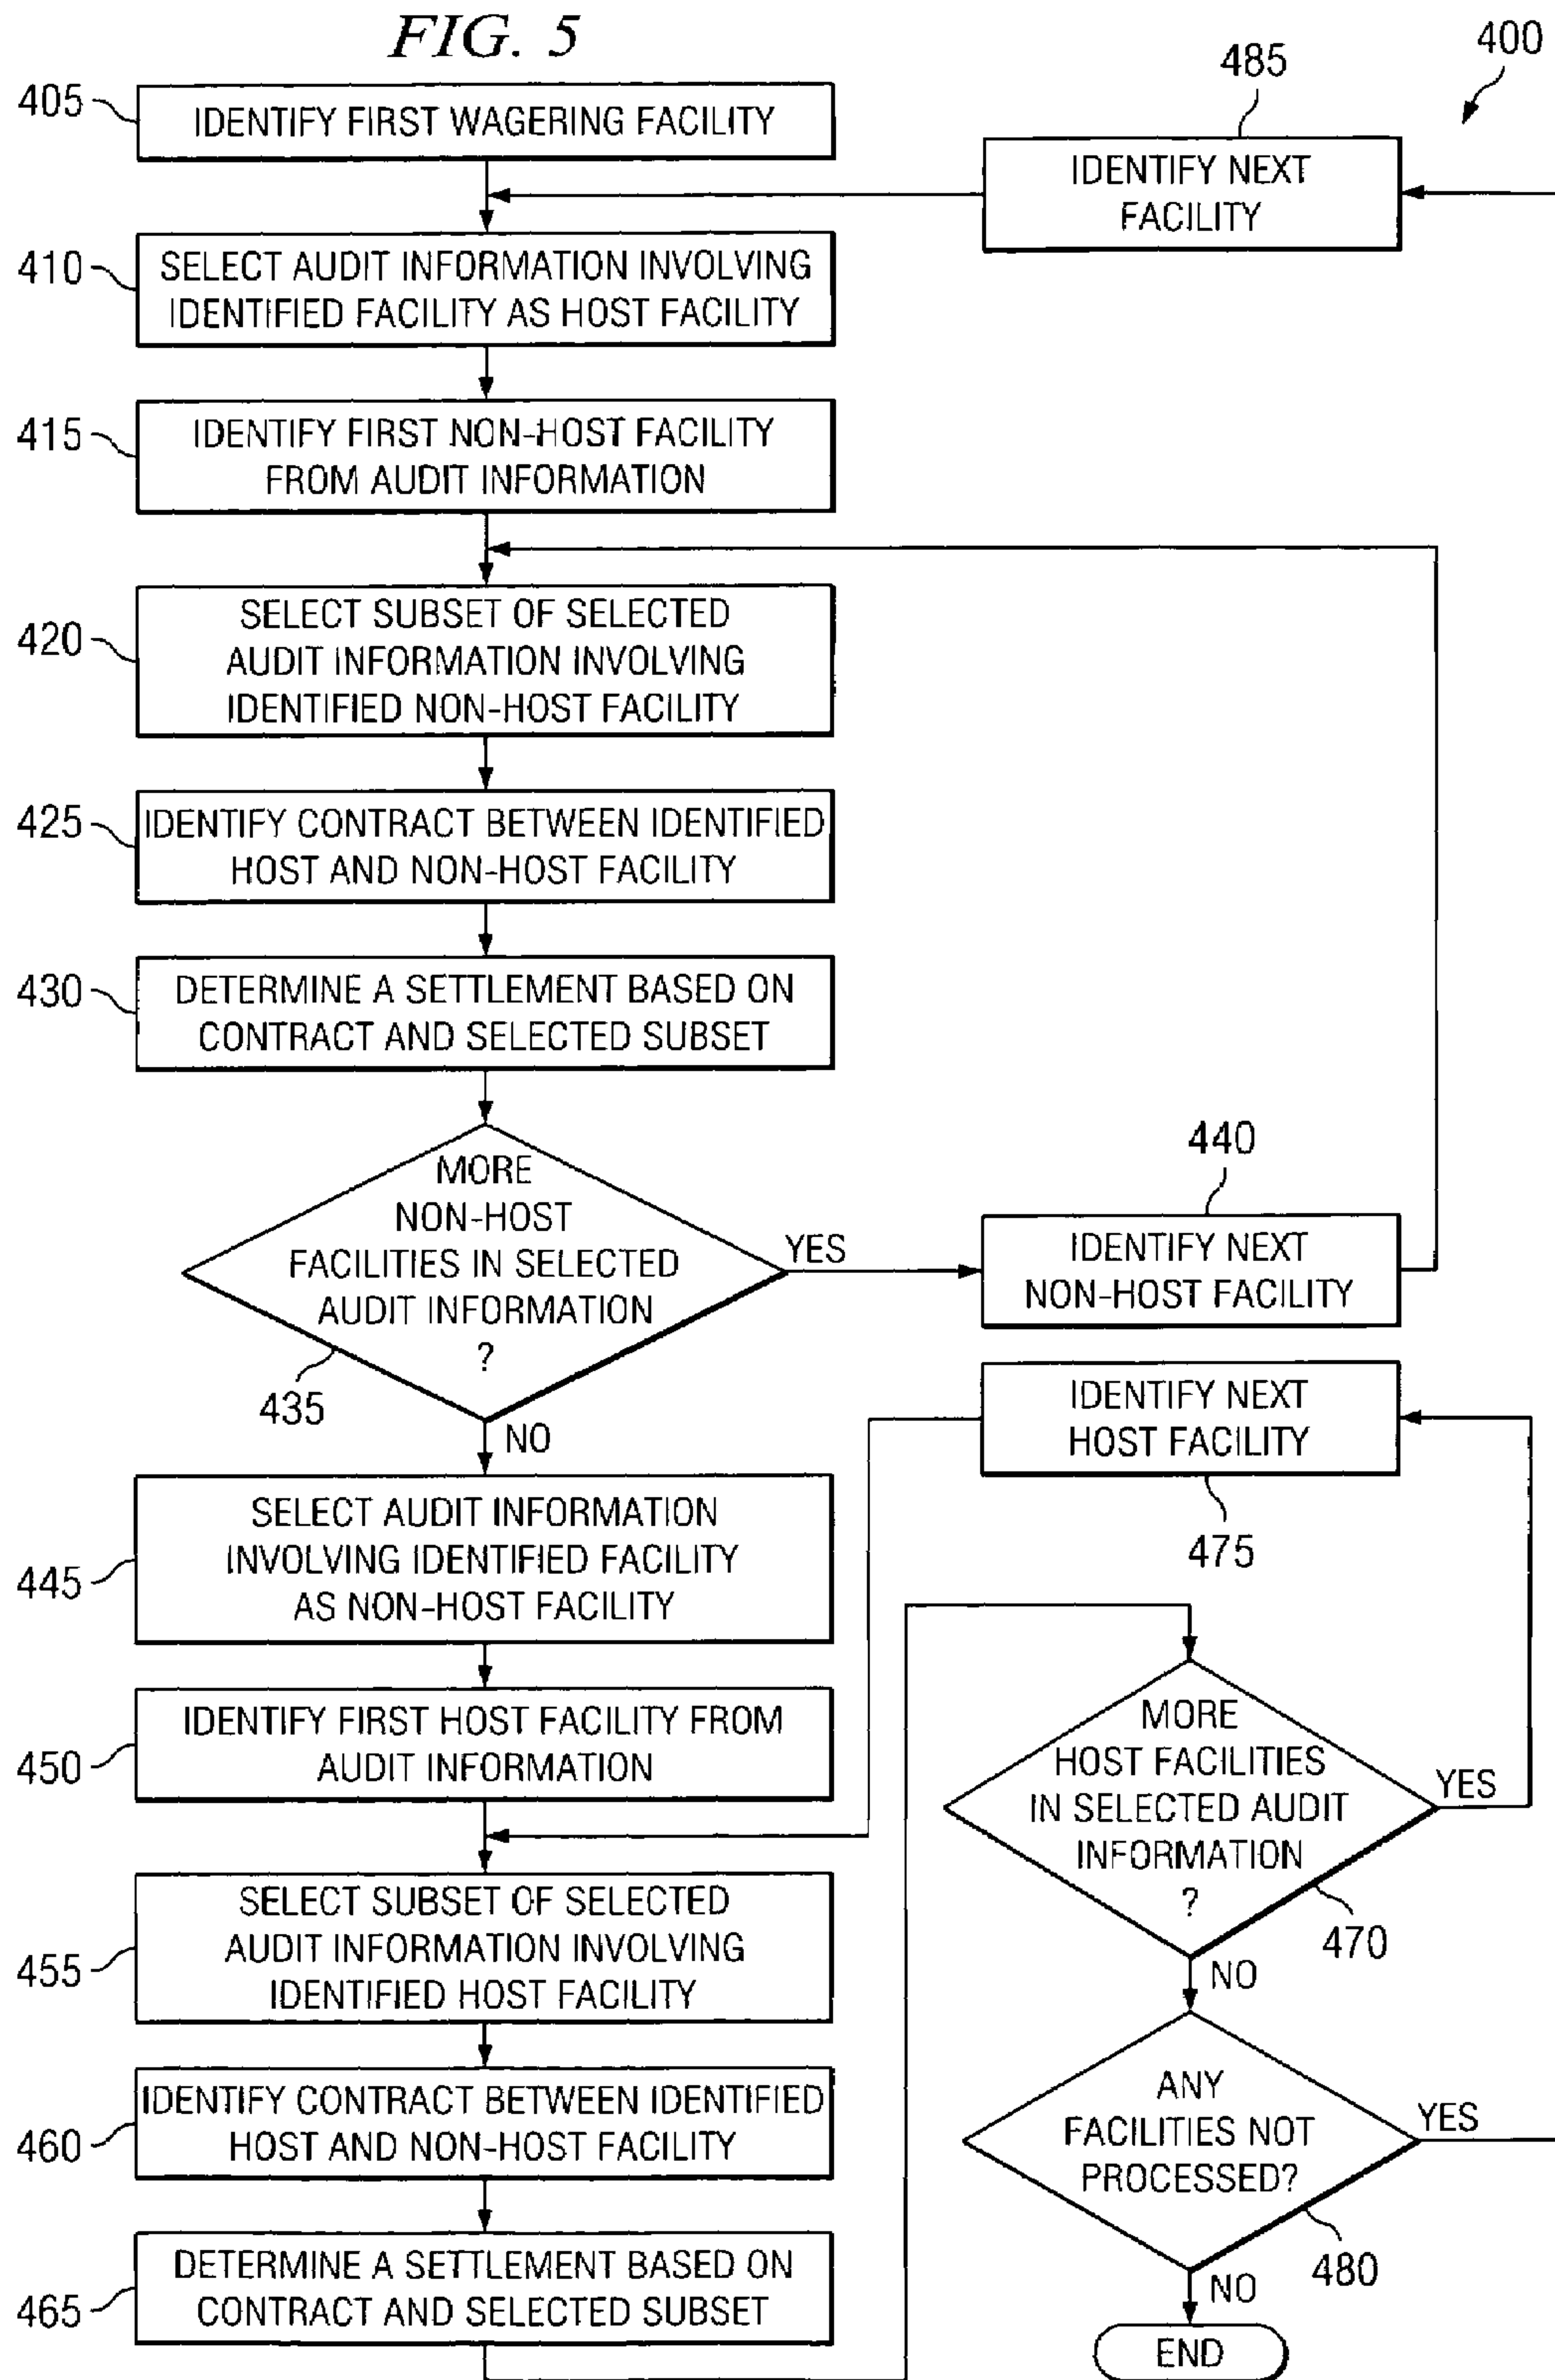 FIG. 5
400
405
IDENTIFY FIRST WAGERING FACILITY
485
IDENTIFY NEXT
FACILITY
410
SELECT AUDIT INFORMATION INVOLVING
IDENTIFIED FACILITY AS HOST FACILITY
415
IDENTIFY FIRST NON-HOST FACILITY
FROM AUDIT INFORMATION
420
SELECT SUBSET OF SELECTED
AUDIT INFORMATION INVOLVING
IDENTIFIED NON-HOST FACILITY
425
IDENTIFY CONTRACT BETWEEN IDENTIFIED
HOST AND NON-HOST FACILITY
430
DETERMINE A SETTLEMENT BASED ON
CONTRACT AND SELECTED SUBSET
MORE
NON-HOST
FACILITIES IN SELECTED
AUDIT INFORMATION
?
435
YES
440
IDENTIFY NEXT
NON-HOST FACILITY
NO
IDENTIFY NEXT
HOST FACILITY
475
445
SELECT AUDIT INFORMATION
INVOLVING IDENTIFIED FACILITY
AS NON-HOST FACILITY
450
IDENTIFY FIRST HOST FACILITY FROM
AUDIT INFORMATION
455
SELECT SUBSET OF SELECTED
AUDIT INFORMATION INVOLVING
IDENTIFIED HOST FACILITY
460
IDENTIFY CONTRACT BETWEEN IDENTIFIED
HOST AND NON-HOST FACILITY
465
DETERMINE A SETTLEMENT BASED ON
CONTRACT AND SELECTED SUBSET
MORE
HOST FACILITIES
IN SELECTED AUDIT
INFORMATION
?
YES
470
NO
ANY
FACILITIES NOT
PROCESSED?
YES
480
NO
END